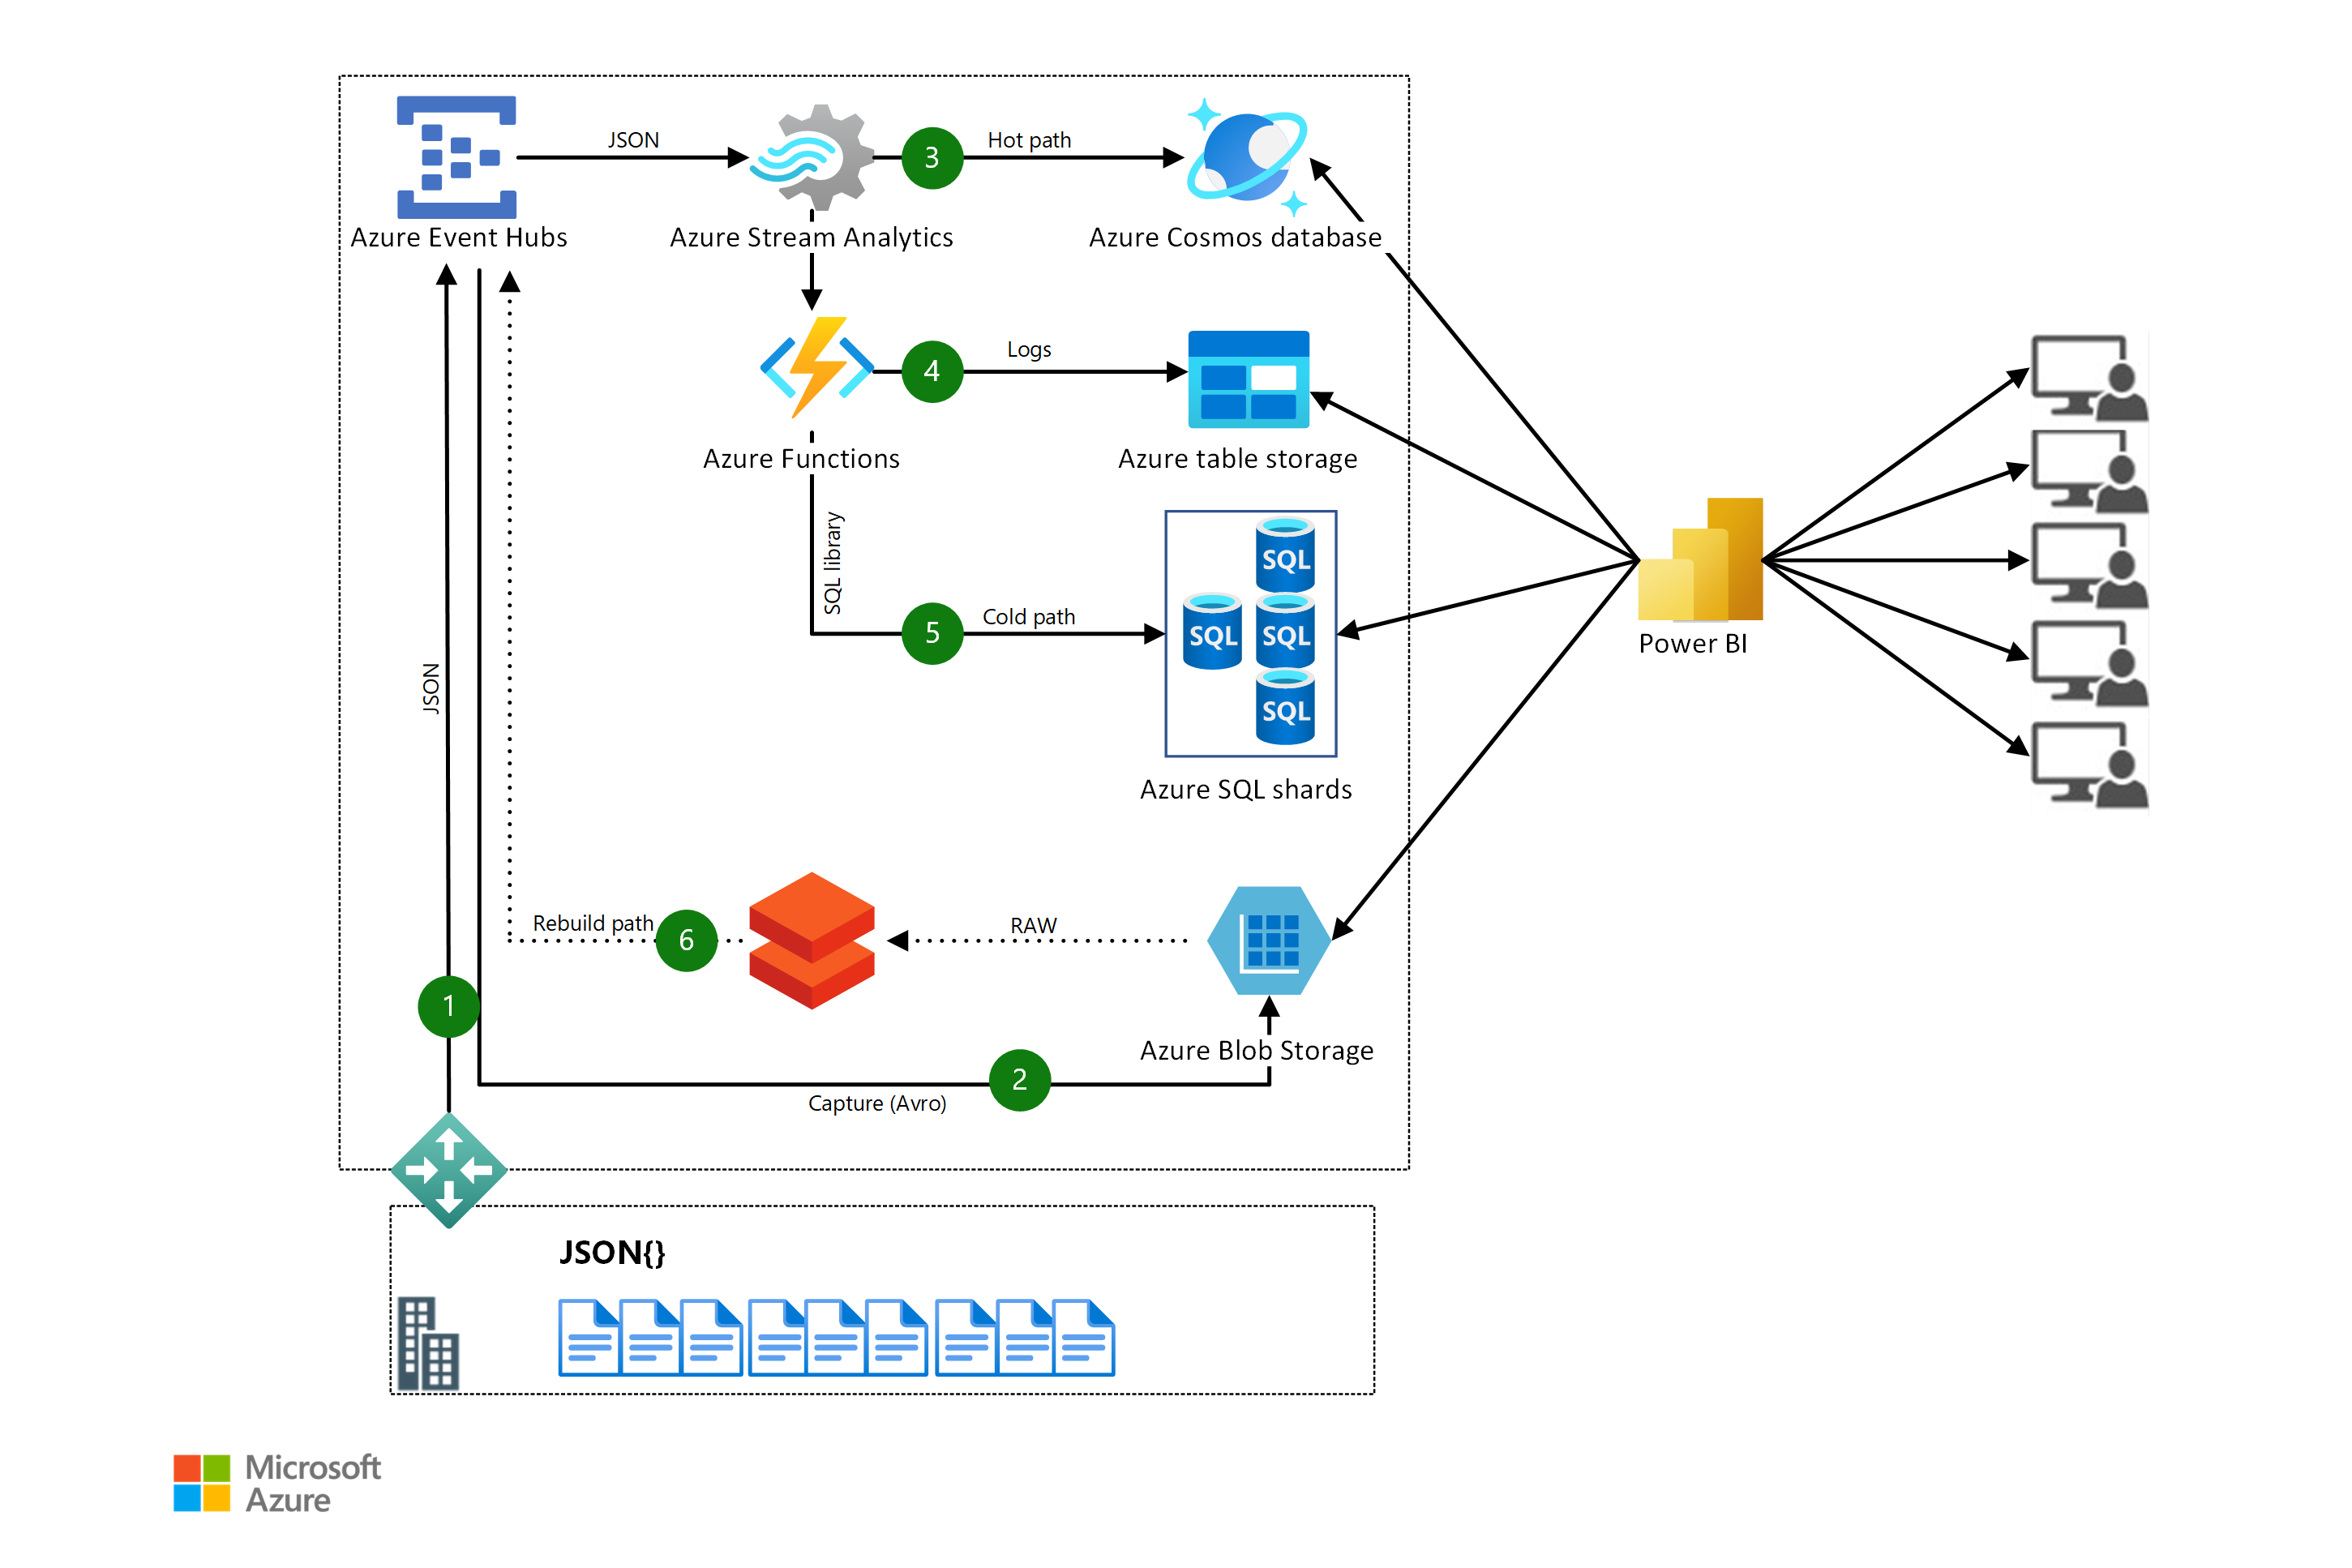 JSON
3
Hot path
Azure Event Hubs
Azure Stream Analytics
Azure Cosmos database
4
Logs
Azure Functions
Azure table storage
SQL library
SQL
SQL
SQL
SQL
5
Cold path
Power BI
JSON
Azure SQL shards
Rebuild path
6
RAW
1
Azure Blob Storage
2
Capture (Avro)
JSON{}
Microsoft
Azure